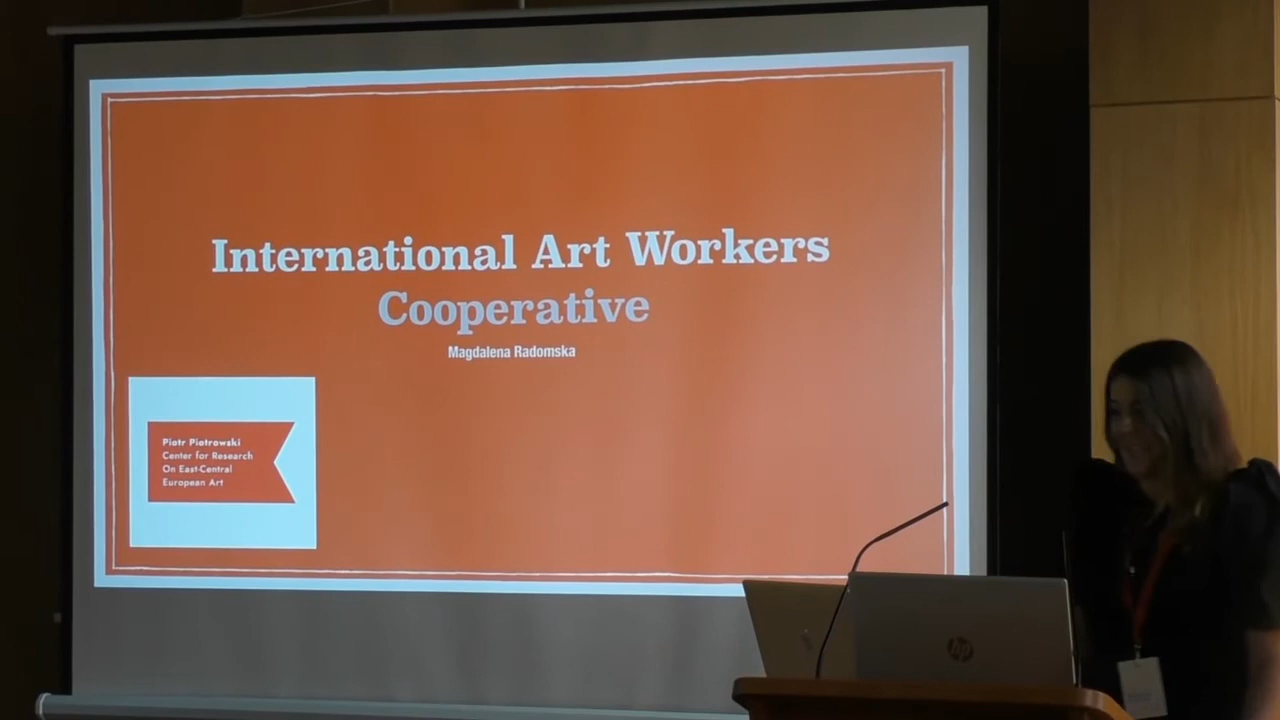 International Art Workers
Cooperative
Magdalena Radomska
Piotr Piotrowski
Center for Research
On East-Central
European Art
hp